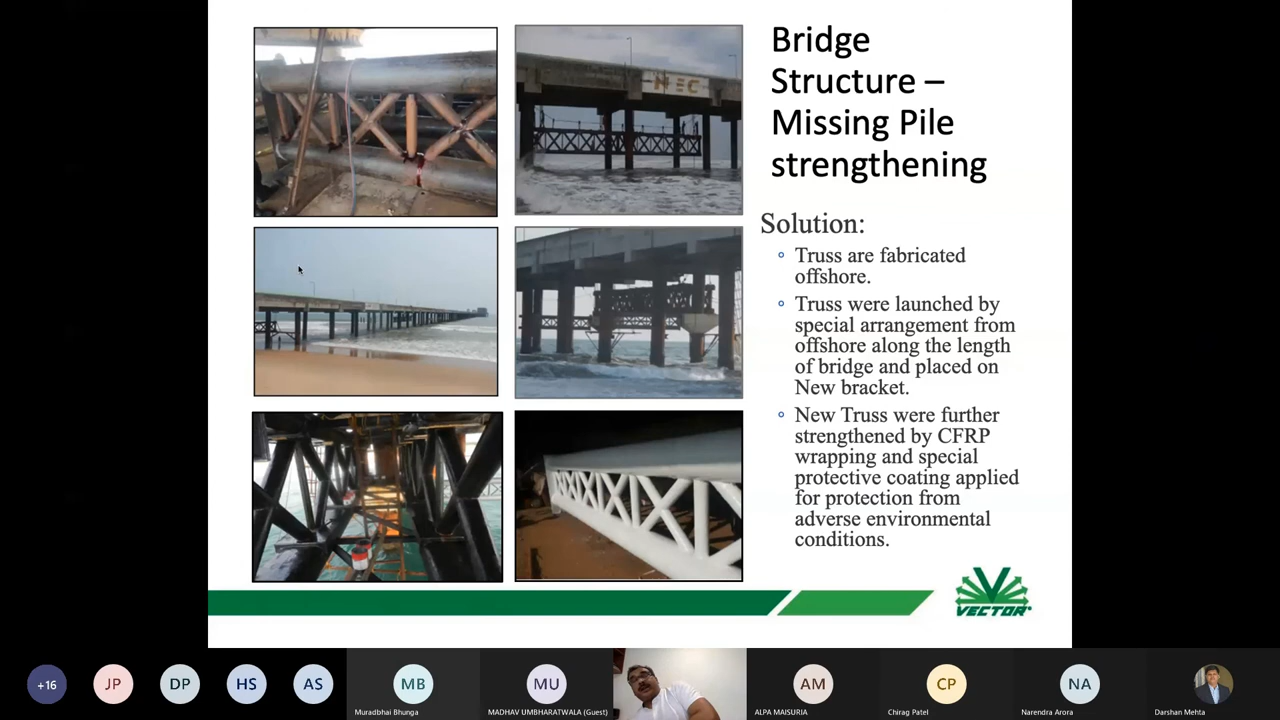 Bridge
Structure –
Missing Pile
strengthening
NEC
Solution:
Truss are fabricated
offshore.
Truss were launched by
special arrangement from
offshore along the length
of bridge and placed on
New bracket.
New Truss were further
strengthened by CFRP
wrapping and special
protective coating applied
for protection from
adverse environmental
conditions.
VECTOR
+16
JP
DP
HS
AS
MB
MU
AM
CP
NA
Muradbhai Bhunga
MADHAV UMBHARATWALA (Guest)
ALPA MAISURIA
Chirag Patel
Narendra Arora
Darshan Mehta